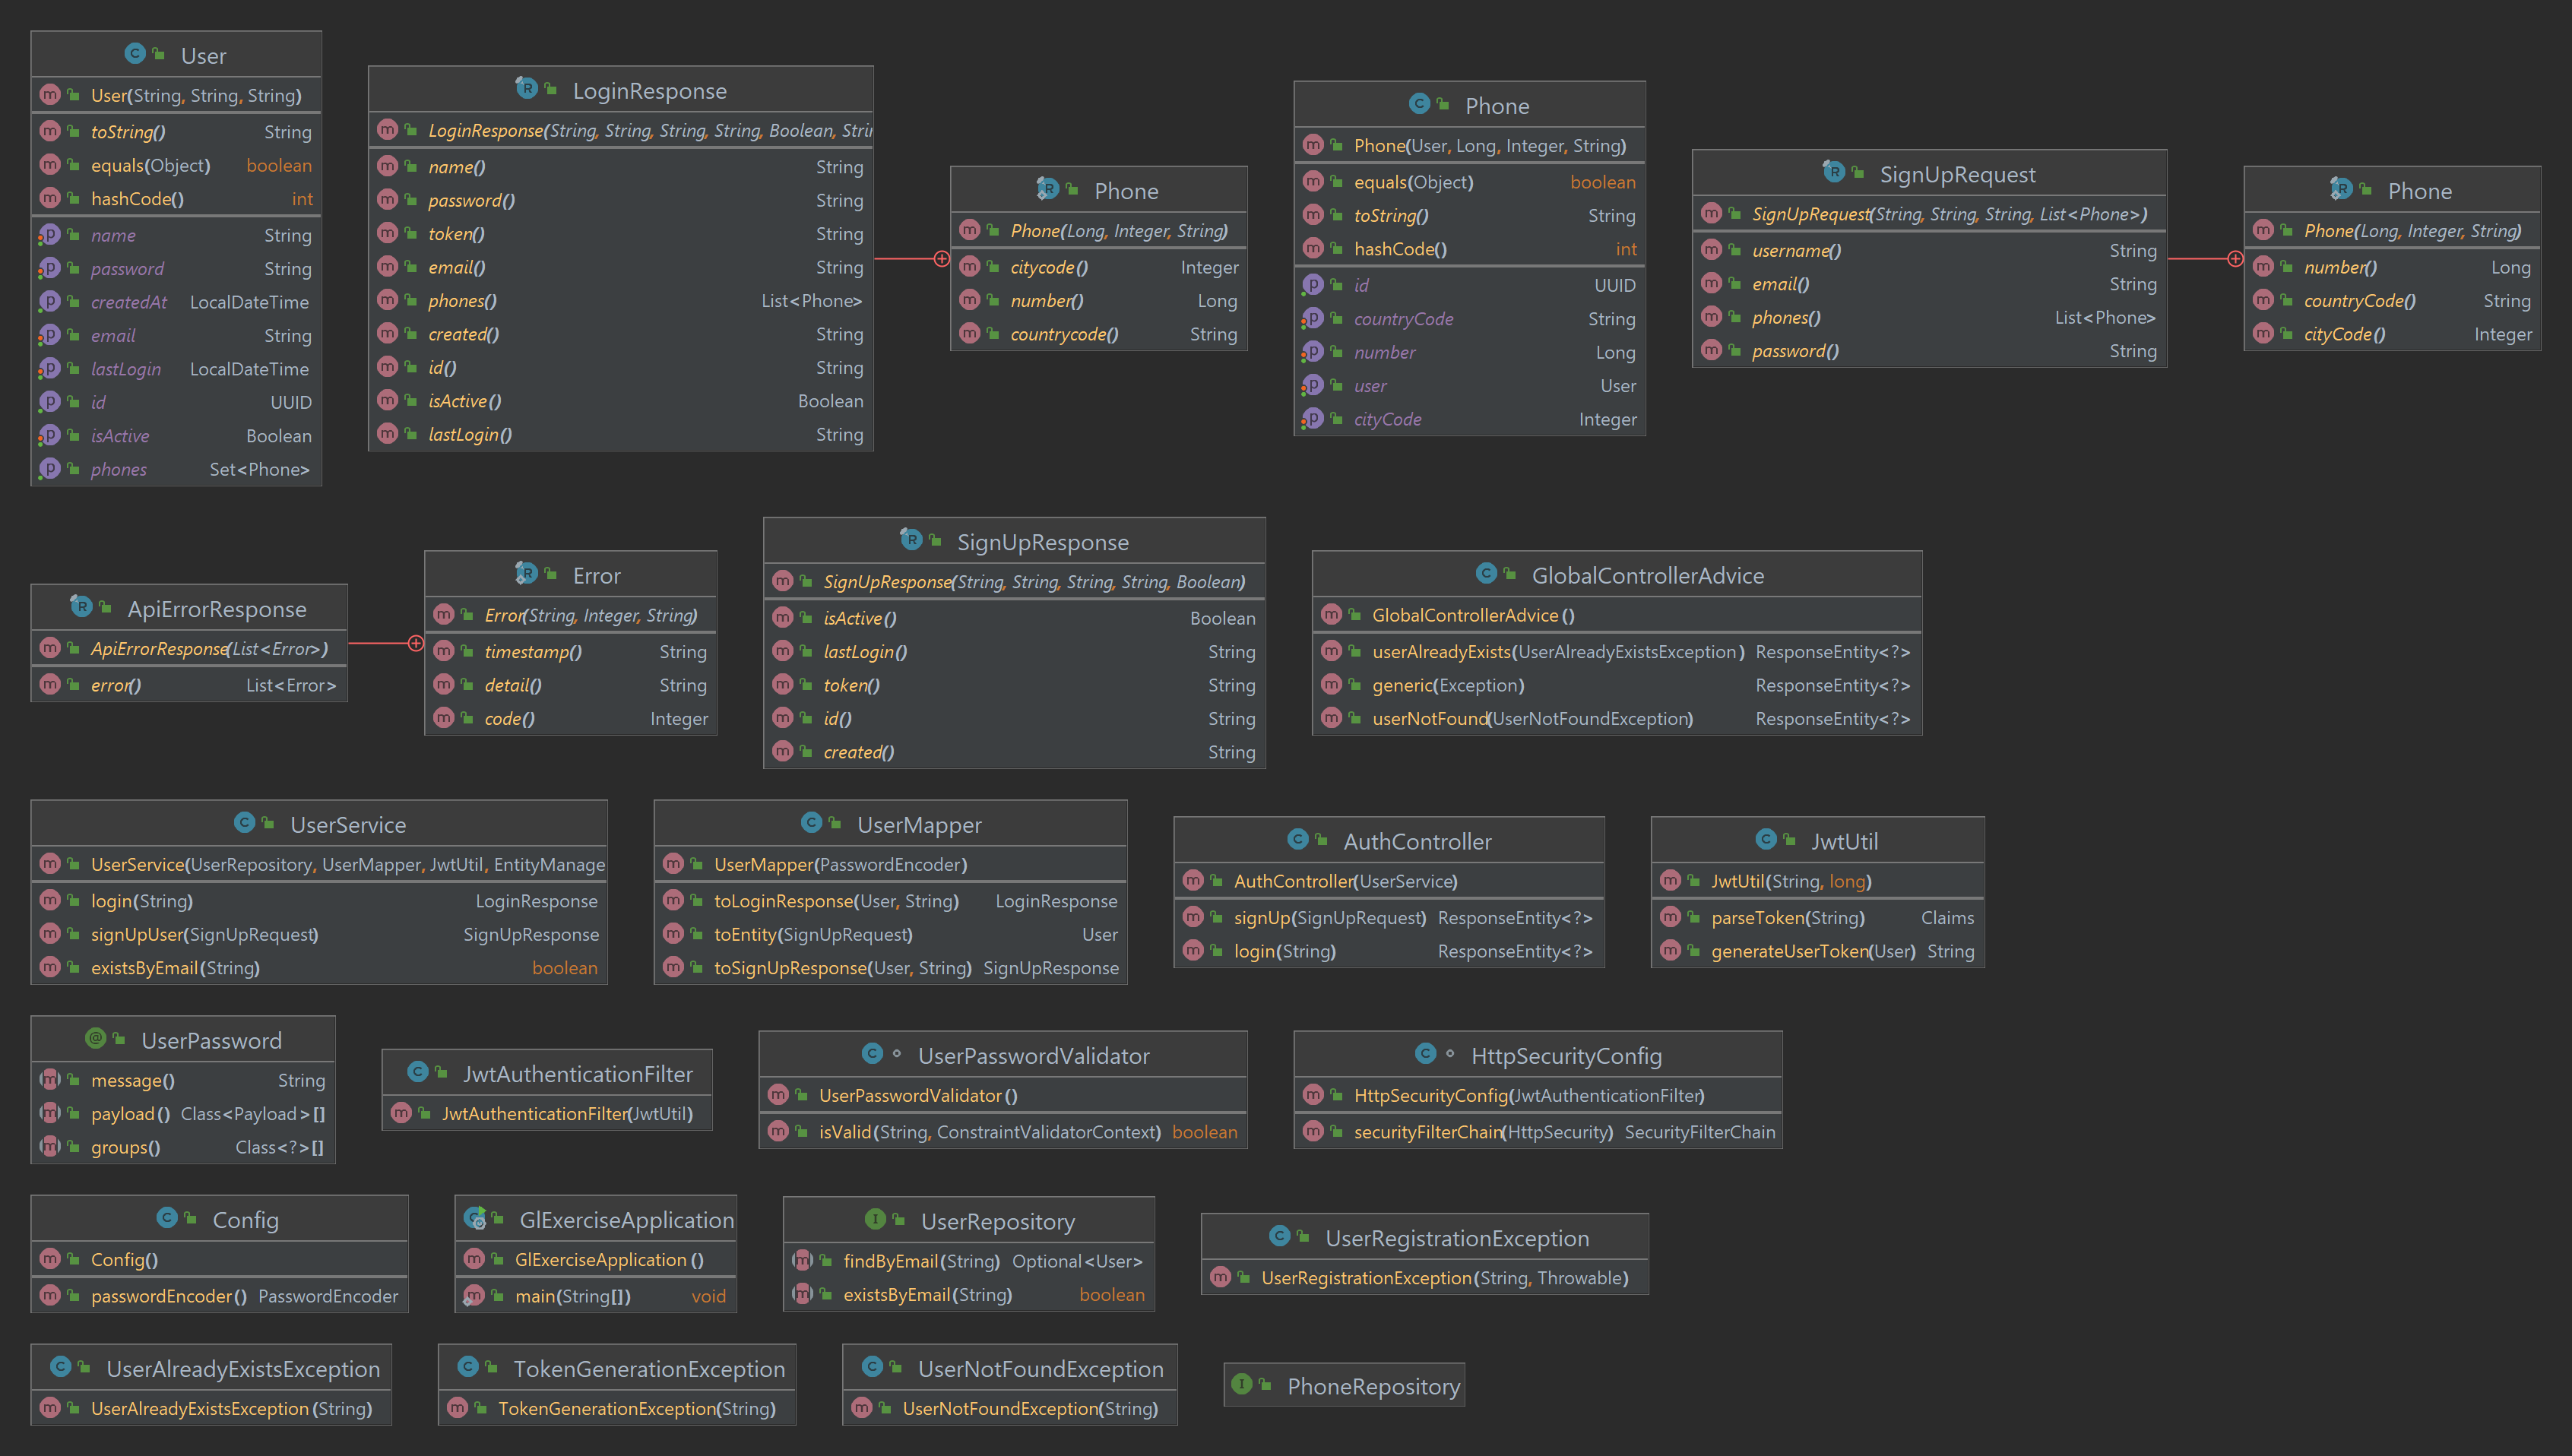 User
User(String, String, String)
toString() String
equals(Object) boolean
hashCode() int
name String
password String
createdAt LocalDateTime
email String
lastLogin LocalDateTime
id UUID
isActive Boolean
phones Set<Phone>
LoginResponse
LoginResponse(String, String, String, String, Boolean, Stri
name() String
password() String
token() String
email() String
phones() List<Phone>
created() String
id() String
isActive() Boolean
lastLogin() String
Phone
Phone(Long, Integer, String)
citycode() Integer
number() Long
countrycode() String
Phone
Phone(User, Long, Integer, String)
equals(Object) boolean
toString() String
hashCode() int
id UUID
countryCode String
number Long
user User
cityCode Integer
SignUpRequest
SignUpRequest(String, String, String, List<Phone>)
username() String
email() String
phones() List<Phone>
password() String
Phone
Phone(Long, Integer, String)
number() Long
countryCode() String
cityCode() Integer
ApiErrorResponse
ApiErrorResponse(List<Error>)
error() List<Error>
Error
Error(String, Integer, String)
timestamp() String
detail() String
code() Integer
SignUpResponse
SignUpResponse(String, String, String, String, Boolean)
isActive() Boolean
lastLogin() String
token() String
id() String
created() String
GlobalControllerAdvice
GlobalControllerAdvice()
userAlreadyExists(UserAlreadyExistsException) ResponseEntity<?>
generic(Exception) ResponseEntity<?>
userNotFound(UserNotFoundException) ResponseEntity<?>
UserService
UserService(UserRepository, UserMapper, JwtUtil, EntityManage
login(String) LoginResponse
signUpUser(SignUpRequest) SignUpResponse
existsByEmail(String) boolean
UserMapper
UserMapper(PasswordEncoder)
toLoginResponse(User, String) LoginResponse
toEntity(SignUpRequest) User
toSignUpResponse(User, String) SignUpResponse
AuthController
AuthController(UserService)
signUp(SignUpRequest) ResponseEntity<?>
login(String) ResponseEntity<?>
JwtUtil
JwtUtil(String, long)
parseToken(String) Claims
generateUserToken(User) String
UserPassword
message() String
payload() Class<Payload>[]
groups() Class<?>[]
JwtAuthenticationFilter
JwtAuthenticationFilter(JwtUtil)
UserPasswordValidator
UserPasswordValidator()
isValid(String, ConstraintValidatorContext) boolean
HttpSecurityConfig
HttpSecurityConfig(JwtAuthenticationFilter)
securityFilterChain(HttpSecurity) SecurityFilterChain
Config
Config()
passwordEncoder() PasswordEncoder
GlExerciseApplication
GlExerciseApplication()
main(String[]) void
UserRepository
findByEmail(String) Optional<User>
existsByEmail(String) boolean
UserRegistrationException
UserRegistrationException(String, Throwable)
UserAlreadyExistsException
UserAlreadyExistsException(String)
TokenGenerationException
TokenGenerationException(String)
UserNotFoundException
UserNotFoundException(String)
PhoneRepository